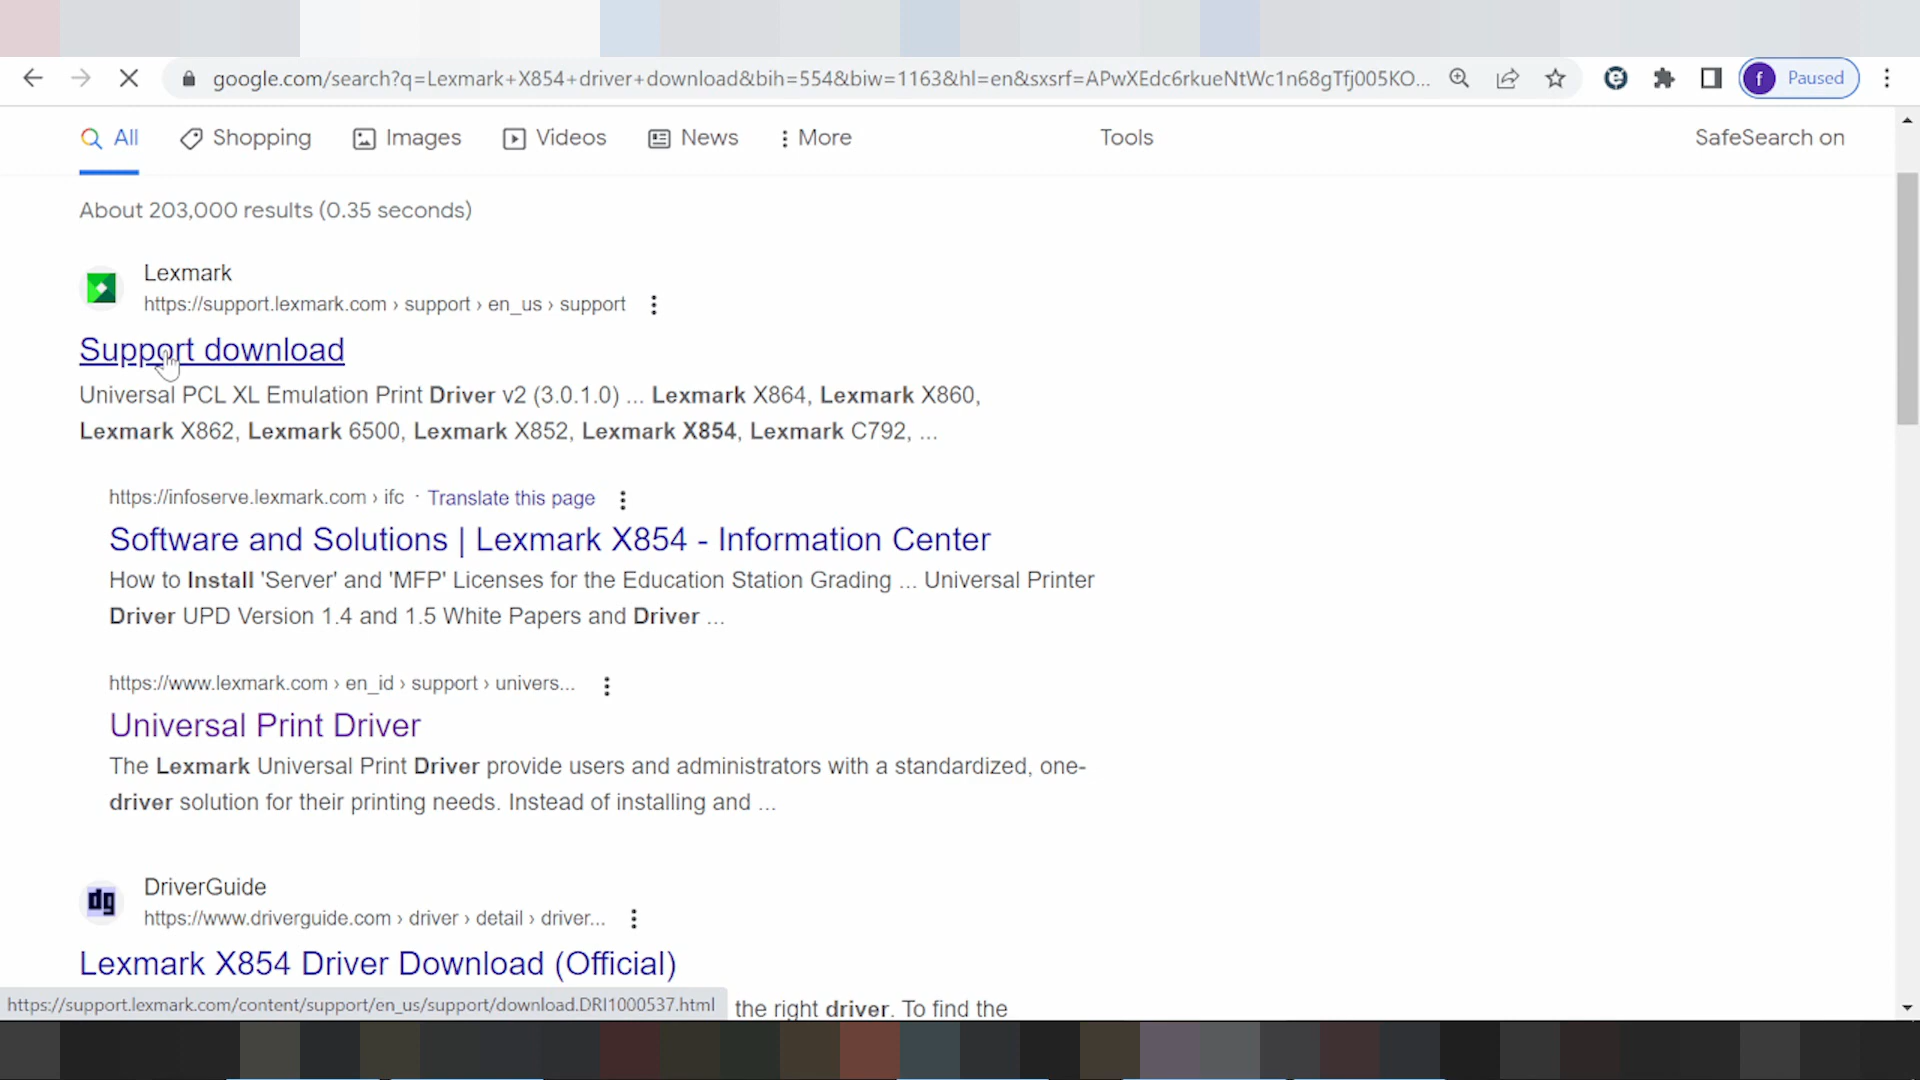 google.com/search?q=Lexmark+X854+driver+download&bih=554&biw=1163&hl=en&sxsrf=APwXEdc6rkueNtWc1n68gTfj005KO...
f
Paused
All
Shopping
Images
Videos
News
More
Tools
SafeSearch on
About 203,000 results (0.35 seconds)
Lexmark
https://support.lexmark.com › support › en_us › support
Support download
Universal PCL XL Emulation Print Driver v2 (3.0.1.0) ... Lexmark X864, Lexmark X860,
Lexmark X862, Lexmark 6500, Lexmark X852, Lexmark X854, Lexmark C792, ...
https://infoserve.lexmark.com › ifc · Translate this page
Software and Solutions | Lexmark X854 - Information Center
How to Install 'Server' and 'MFP' Licenses for the Education Station Grading ... Universal Printer
Driver UPD Version 1.4 and 1.5 White Papers and Driver ...
https://www.lexmark.com › en_id › support › univers...
Universal Print Driver
The Lexmark Universal Print Driver provide users and administrators with a standardized, one-
driver solution for their printing needs. Instead of installing and ...
dg
DriverGuide
https://www.driverguide.com › driver › detail › driver...
Lexmark X854 Driver Download (Official)
https://support.lexmark.com/content/support/en_us/support/download.DRI1000537.html
the right driver. To find the